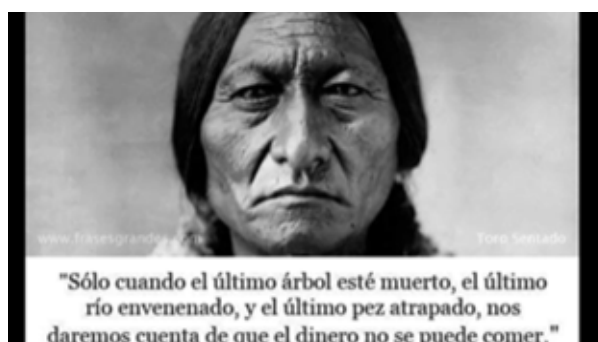 www.frasesgrandes
Toro Sentado
"Sólo cuando el último árbol esté muerto, el último
río envenenado, y el último pez atrapado, nos
daremos cuenta de que el dinero no se puede comer."